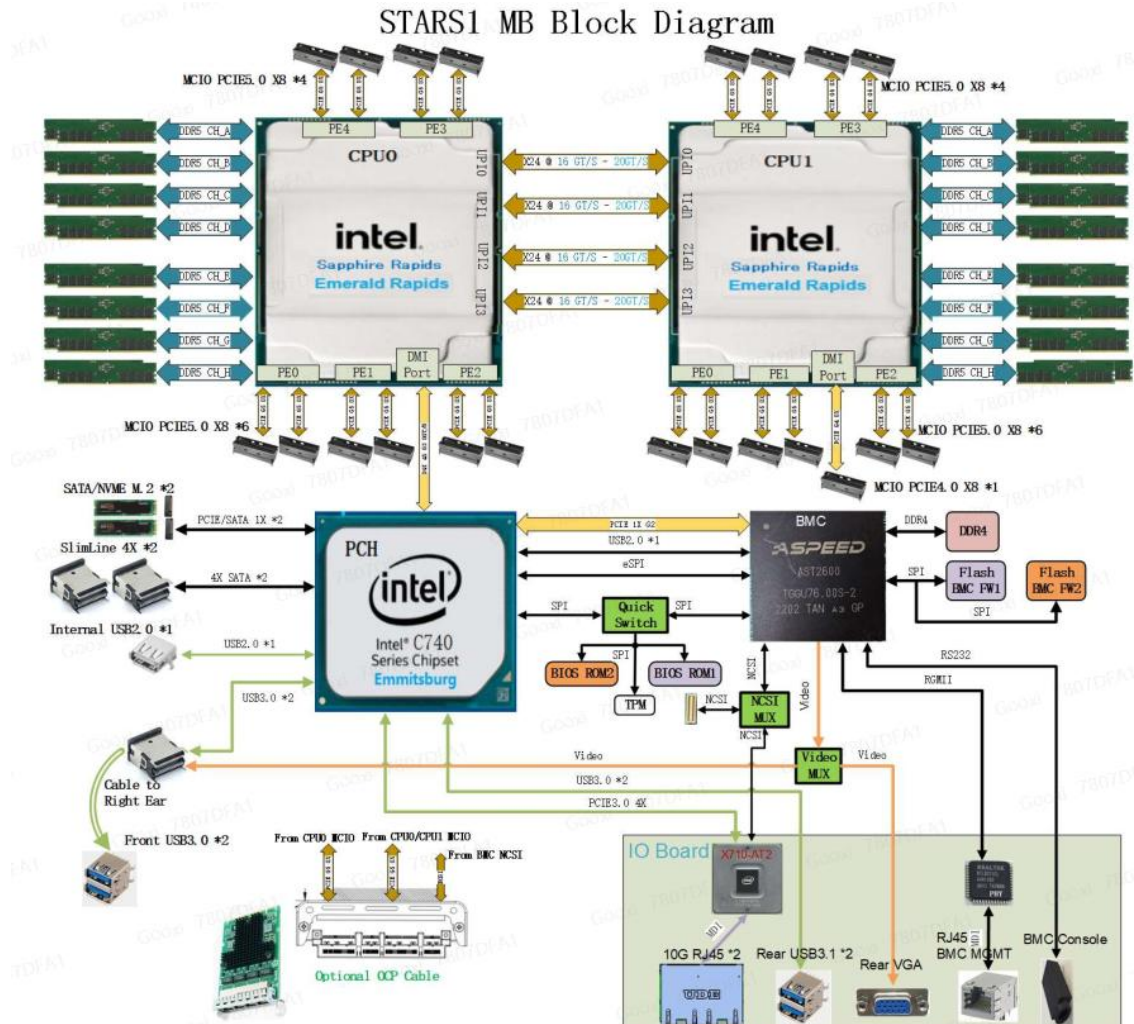 STARS1 MB Block Diagram
MCIO PCIE5.0 X8 *4
MCIO PCIE5.0 X8 *4
PE4
PE3
PE4
PE3
CPU0
CPU1
DDR5 CH_A
DDR5 CH_B
DDR5 CH_C
DDR5 CH_D
DDR5 CH_E
DDR5 CH_F
DDR5 CH_G
DDR5 CH_H
UPI0
UPI1
UPI2
UPI3
X24 @ 16 GT/S - 20GT/S
X24 @ 16 GT/S - 20GT/S
X24 @ 16 GT/S - 20GT/S
X24 @ 16 GT/S - 20GT/S
UPI0
UPI1
UPI2
UPI3
DDR5 CH_A
DDR5 CH_B
DDR5 CH_C
DDR5 CH_D
DDR5 CH_E
DDR5 CH_F
DDR5 CH_G
DDR5 CH_H
intel.
Sapphire Rapids
Emerald Rapids
intel.
Sapphire Rapids
Emerald Rapids
PE0
PE1
DMI
Port
PE2
PE0
PE1
DMI
Port
PE2
MCIO PCIE5.0 X8 *6
MCIO PCIE5.0 X8 *6
MCIO PCIE4.0 X8 *1
SATA/NVME M.2 *2
PCIE/SATA 1X *2
SlimLine 4X *2
4X SATA *2
Internal USB2.0 *1
USB2.0 *1
USB3.0 *2
PCH
intel
Intel® C740
Series Chipset
Emmitsburg
PCIE 1X G2
USB2.0 *1
eSPI
SPI
Quick
Switch
SPI
SPI
BIOS ROM2
BIOS ROM1
TPM
BMC
ASPEED
AST2600
TGGU76.00S-2
2202 TAN A3 GP
DDR4
DDR4
SPI
Flash
BMC FW1
Flash
BMC FW2
SPI
RS232
RGMII
NCSI
NCSI
NCSI
MUX
NCSI
Video
Video
Video
MUX
Video
USB3.0 *2
PCIE3.0 4X
Cable to
Right Ear
Front USB3.0 *2
From CPU0 MCIO
From CPU0/CPU1 MCIO
From BMC NCSI
Optional OCP Cable
IO Board
X710-AT2
MDI
10G RJ45 *2
UDE
Rear USB3.1 *2
Rear VGA
PHY
MDI
RJ45
BMC MGMT
BMC Console